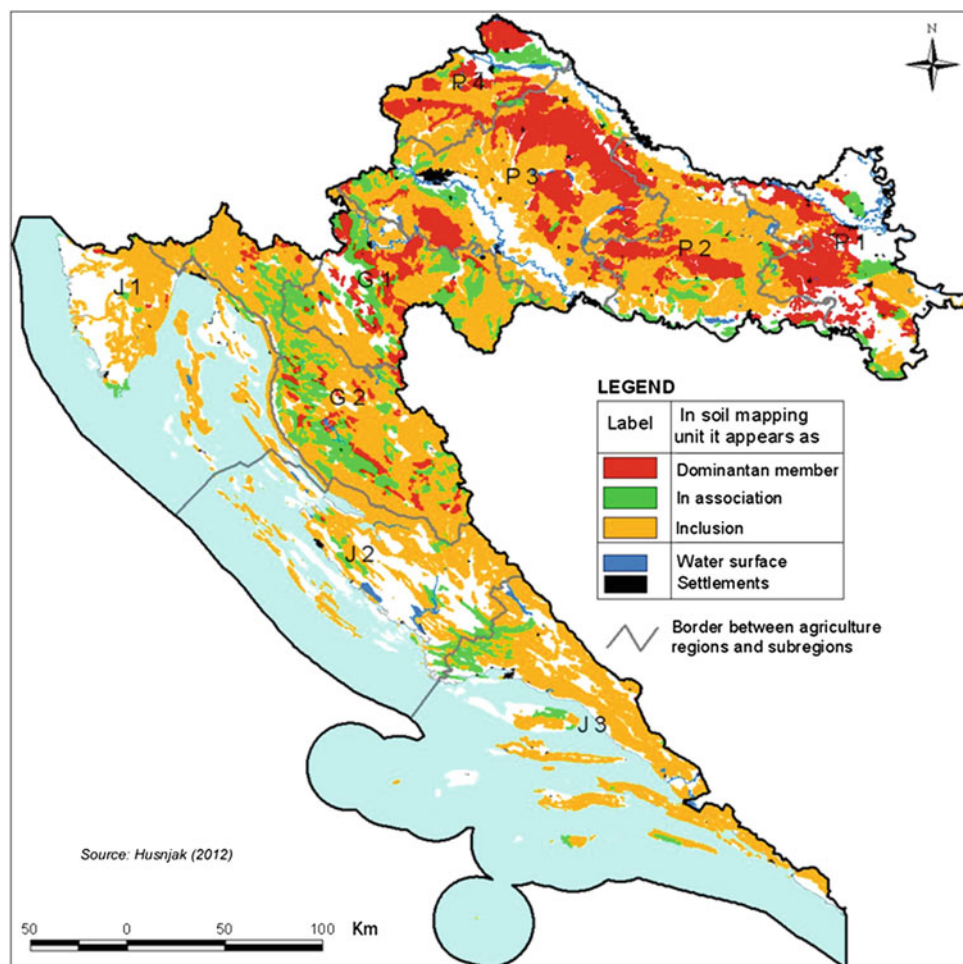 N
P 4
P 3
P 1
P 2
J 1
G 1
G 2
J 2
J 3
LEGEND
Label
In soil mapping
unit it appears as
Dominantan member
In association
Inclusion
Water surface
Settlements
Border between agriculture
regions and subregions
Source: Husnjak (2012)
50 0 50 100 Km